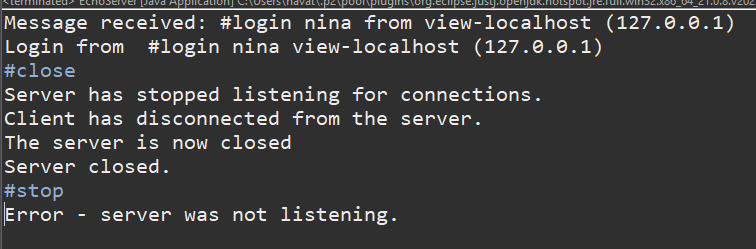 <terminated> EchoServer [Java Application] C:\Users\navat\.p2\pool\plugins\org.eclipse.justj.openjdk.hotspot.jre.full.win32.x86_64_21.0.8.v202
Message received: #login nina from view-localhost (127.0.0.1)
Login from  #login nina view-localhost (127.0.0.1)
#close
Server has stopped listening for connections.
Client has disconnected from the server.
The server is now closed
Server closed.
#stop
Error - server was not listening.